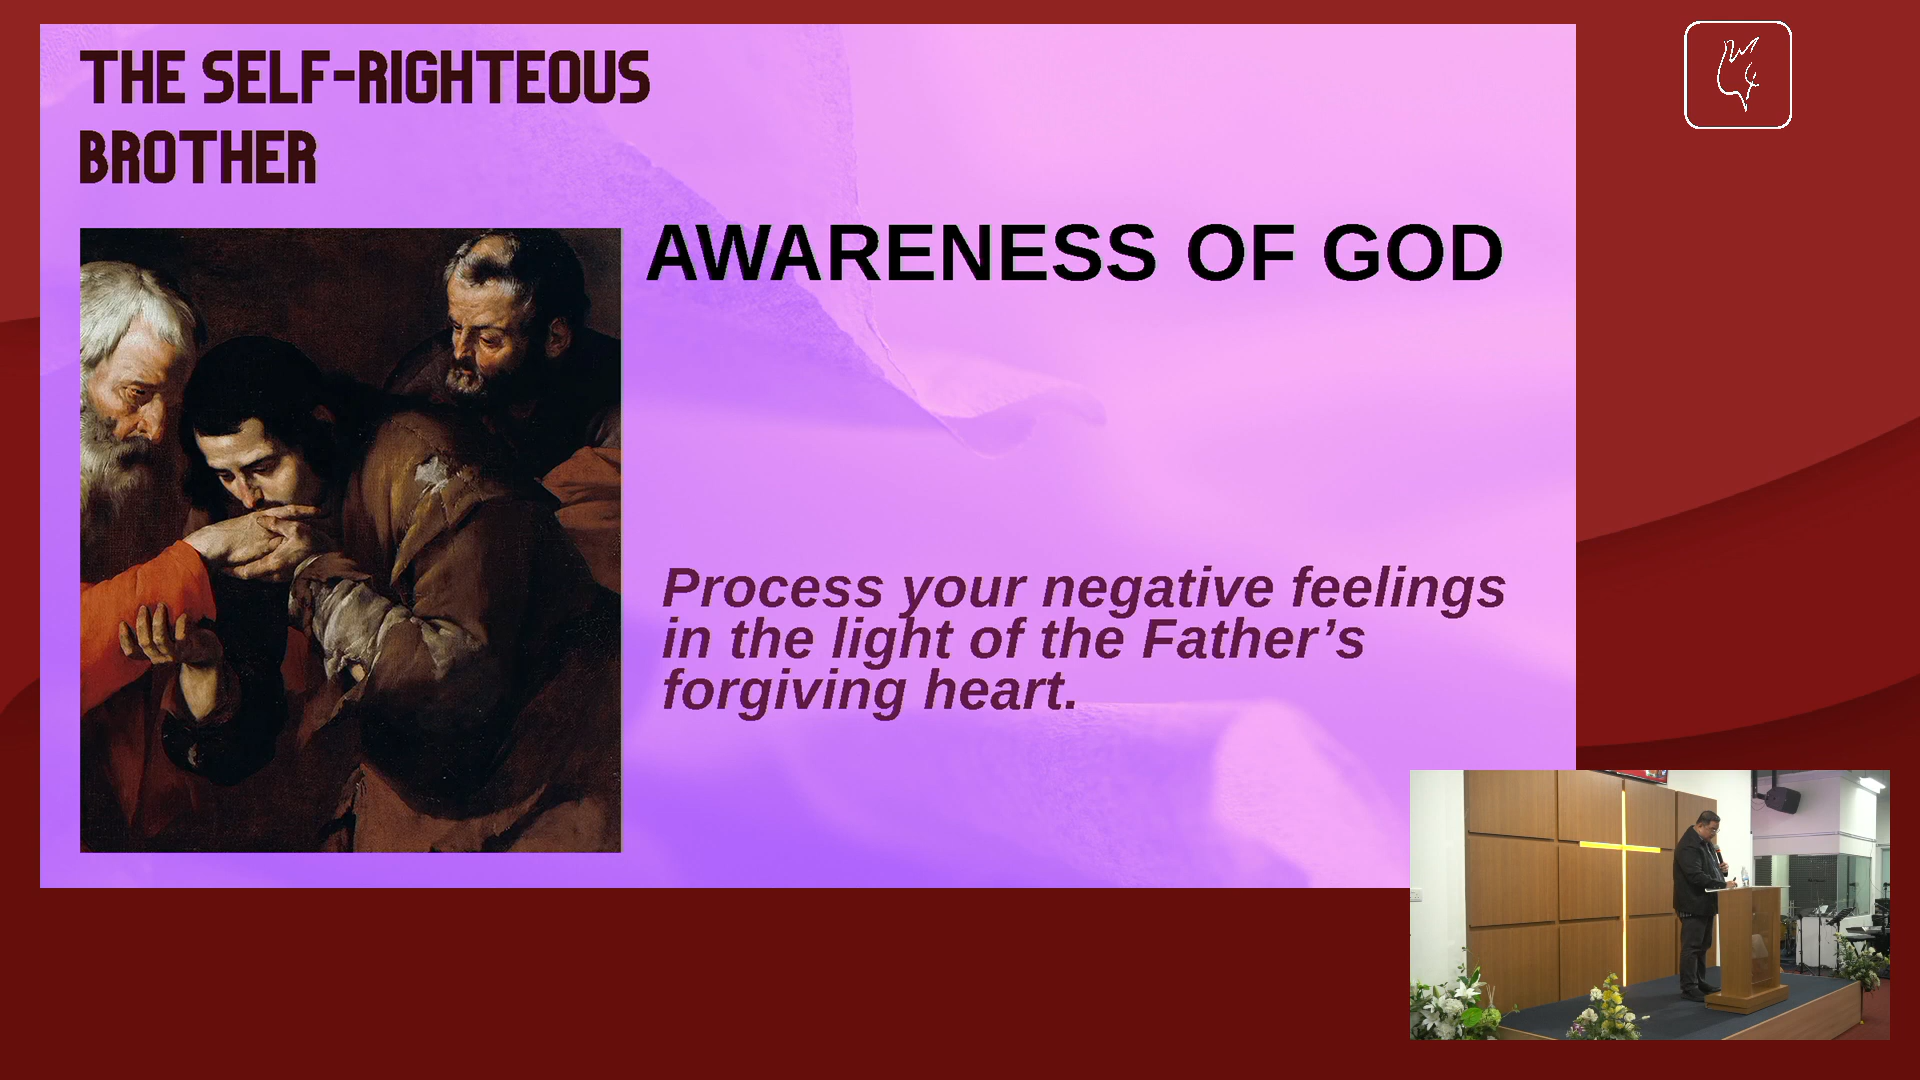 THE SELF-RIGHTEOUS
BROTHER
AWARENESS OF GOD
Process your negative feelings
in the light of the Father’s
forgiving heart.